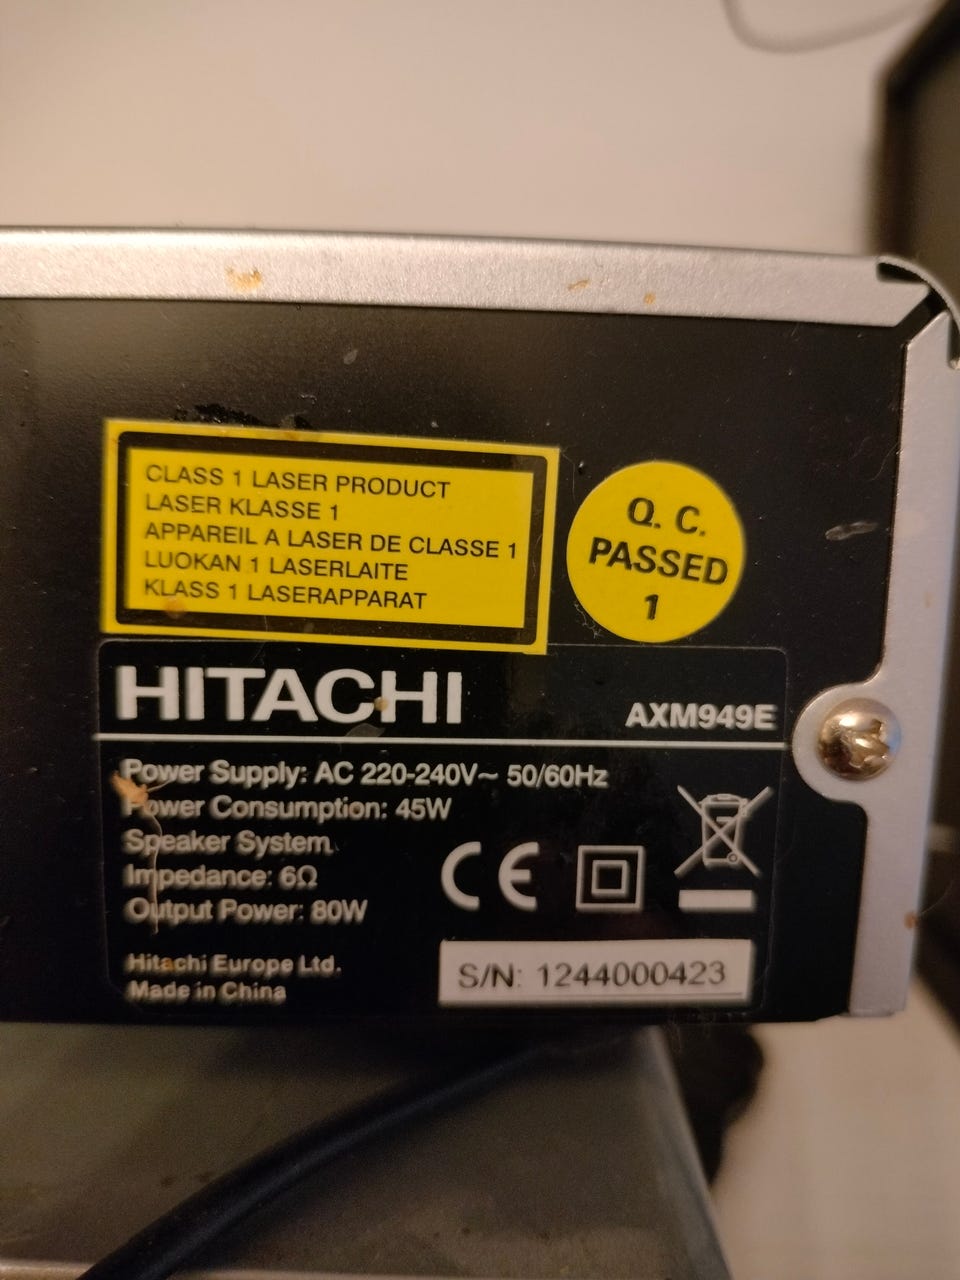 CLASS 1 LASER PRODUCT
LASER KLASSE 1
APPAREIL A LASER DE CLASSE 1
LUOKAN 1 LASERLAITE
KLASS 1 LASERAPPARAT
Q. C.
PASSED
1
HITACHI
AXM949E
Power Supply: AC 220-240V~ 50/60Hz
Power Consumption: 45W
Speaker System
Impedance: 6Ω
Output Power: 80W
CE
Hitachi Europe Ltd.
Made in China
S/N: 1244000423